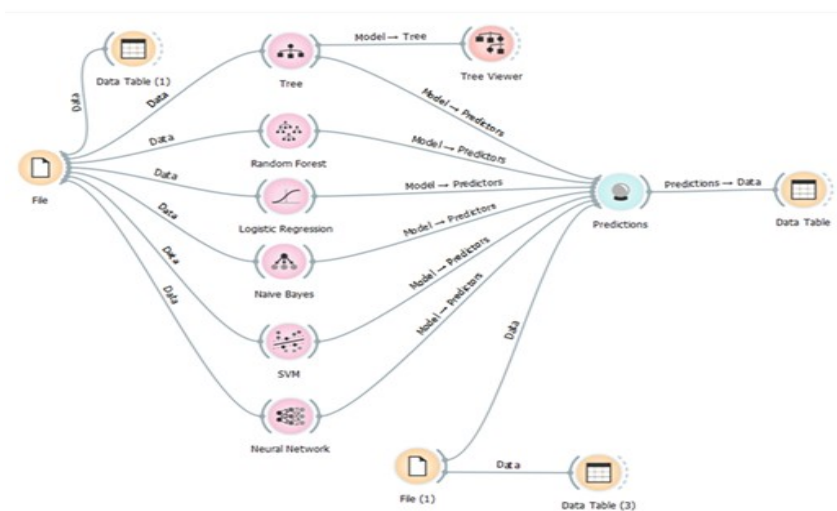 Model → Tree
Data Table (1)
Tree
Tree Viewer
Data
Data
Model → Predictors
Data
Random Forest
Model → Predictors
File
Data
Logistic Regression
Model → Predictors
Predictions
Predictions → Data
Data Table
Data
Naive Bayes
Model → Predictors
Data
SVM
Model → Predictors
Data
Neural Network
Model → Predictors
Data
File (1)
Data
Data Table (3)